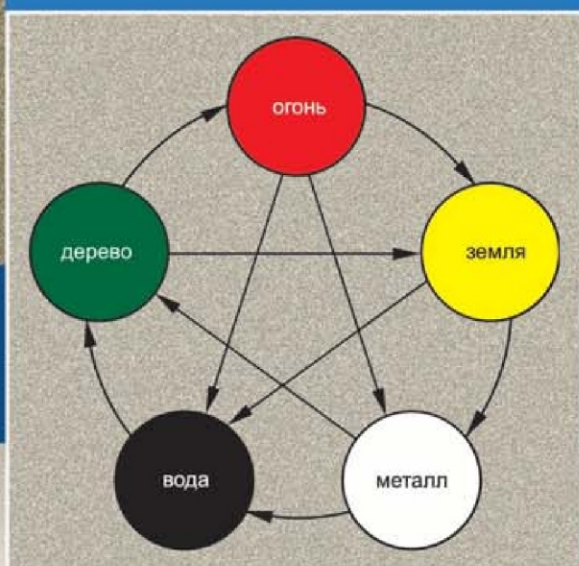 огонь
дерево
земля
вода
металл